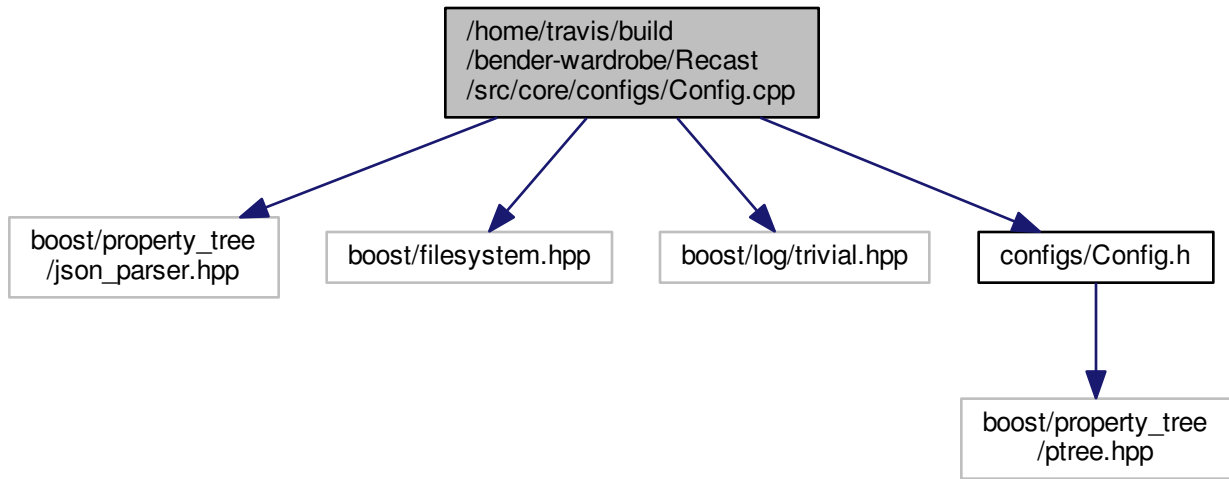 /home/travis/build
/bender-wardrobe/Recast
/src/core/configs/Config.cpp
boost/property_tree
/json_parser.hpp
boost/filesystem.hpp
boost/log/trivial.hpp
configs/Config.h
boost/property_tree
/ptree.hpp